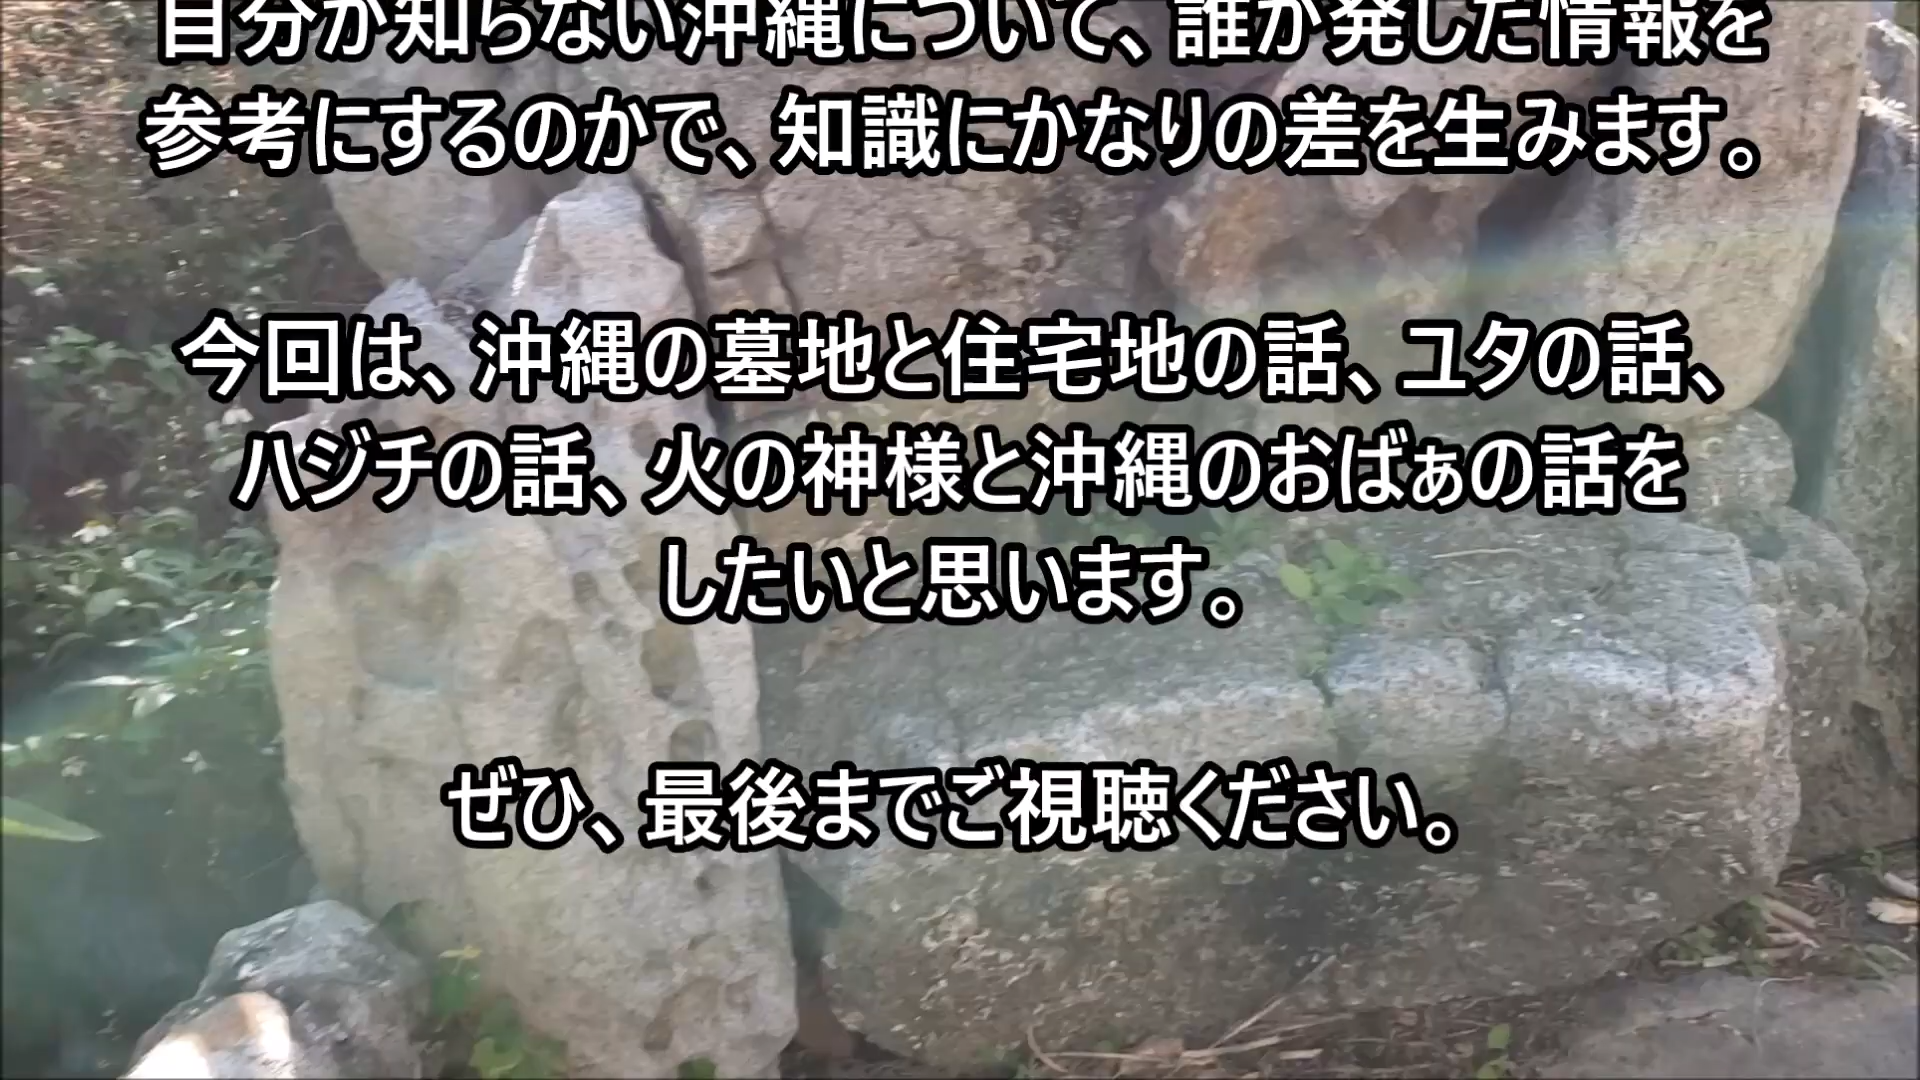 自分が知らない沖縄について、誰が発した情報を
参考にするのかで、知識にかなりの差を生みます。
今回は、沖縄の墓地と住宅地の話、ユタの話、
ハジチの話、火の神様と沖縄のおばぁの話を
したいと思います。
ぜひ、最後までご視聴ください。